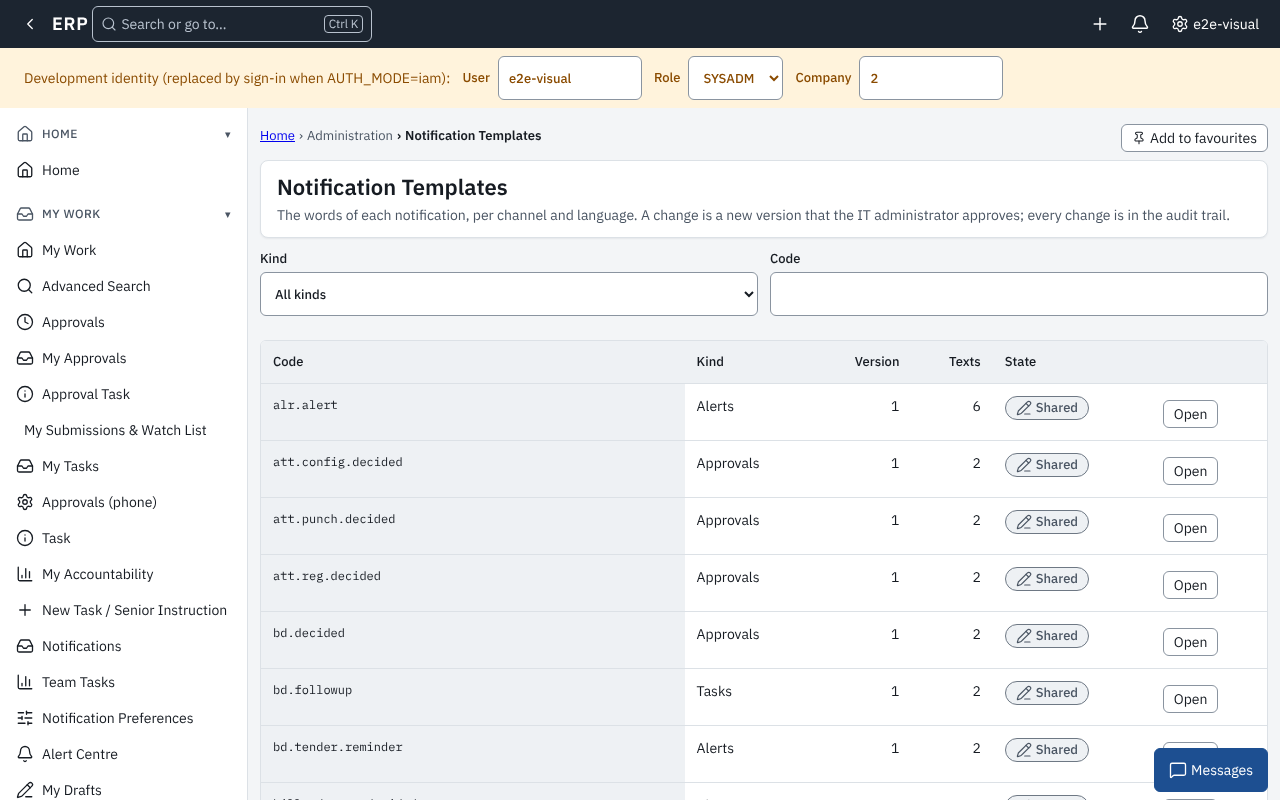 ERP Search or go to... Ctrl K e2e-visual
Development identity (replaced by sign-in when AUTH_MODE=iam): User e2e-visual Role SYSADM Company 2
HOME
Home
MY WORK
My Work
Advanced Search
Approvals
My Approvals
Approval Task
My Submissions & Watch List
My Tasks
Approvals (phone)
Task
My Accountability
New Task / Senior Instruction
Notifications
Team Tasks
Notification Preferences
Alert Centre
My Drafts
Home › Administration › Notification Templates
Add to favourites
Notification Templates
The words of each notification, per channel and language. A change is a new version that the IT administrator approves; every change is in the audit trail.
Kind Code
All kinds
Code Kind Version Texts State
alr.alert Alerts 1 6 Shared Open
att.config.decided Approvals 1 2 Shared Open
att.punch.decided Approvals 1 2 Shared Open
att.reg.decided Approvals 1 2 Shared Open
bd.decided Approvals 1 2 Shared Open
bd.followup Tasks 1 2 Shared Open
bd.tender.reminder Alerts 1 2 Shared
Messages